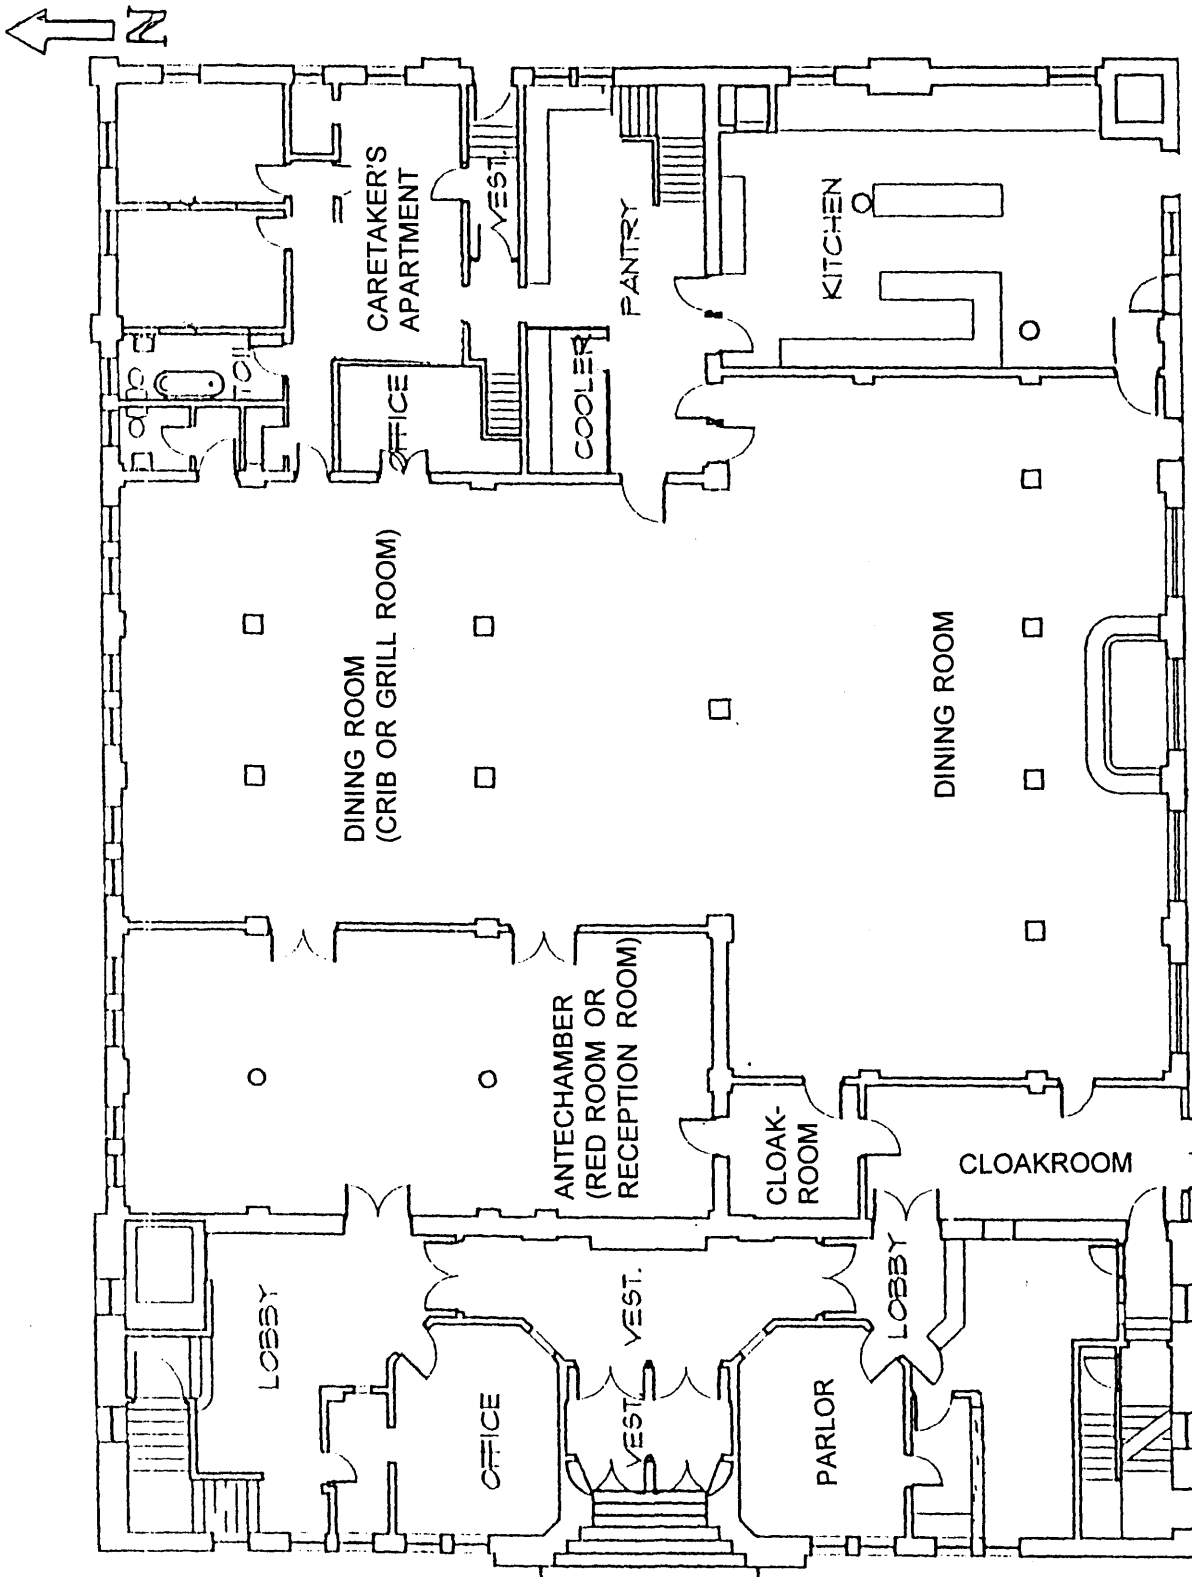 N
CARETAKER'S
APARTMENT
VEST.
PANTRY
KITCHEN
TOIL
OFFICE
COOLER
DINING ROOM
(CRIB OR GRILL ROOM)
DINING ROOM
ANTECHAMBER
(RED ROOM OR
RECEPTION ROOM)
CLOAK-
ROOM
CLOAKROOM
LOBBY
VEST.
LOBBY
OFFICE
VEST.
PARLOR